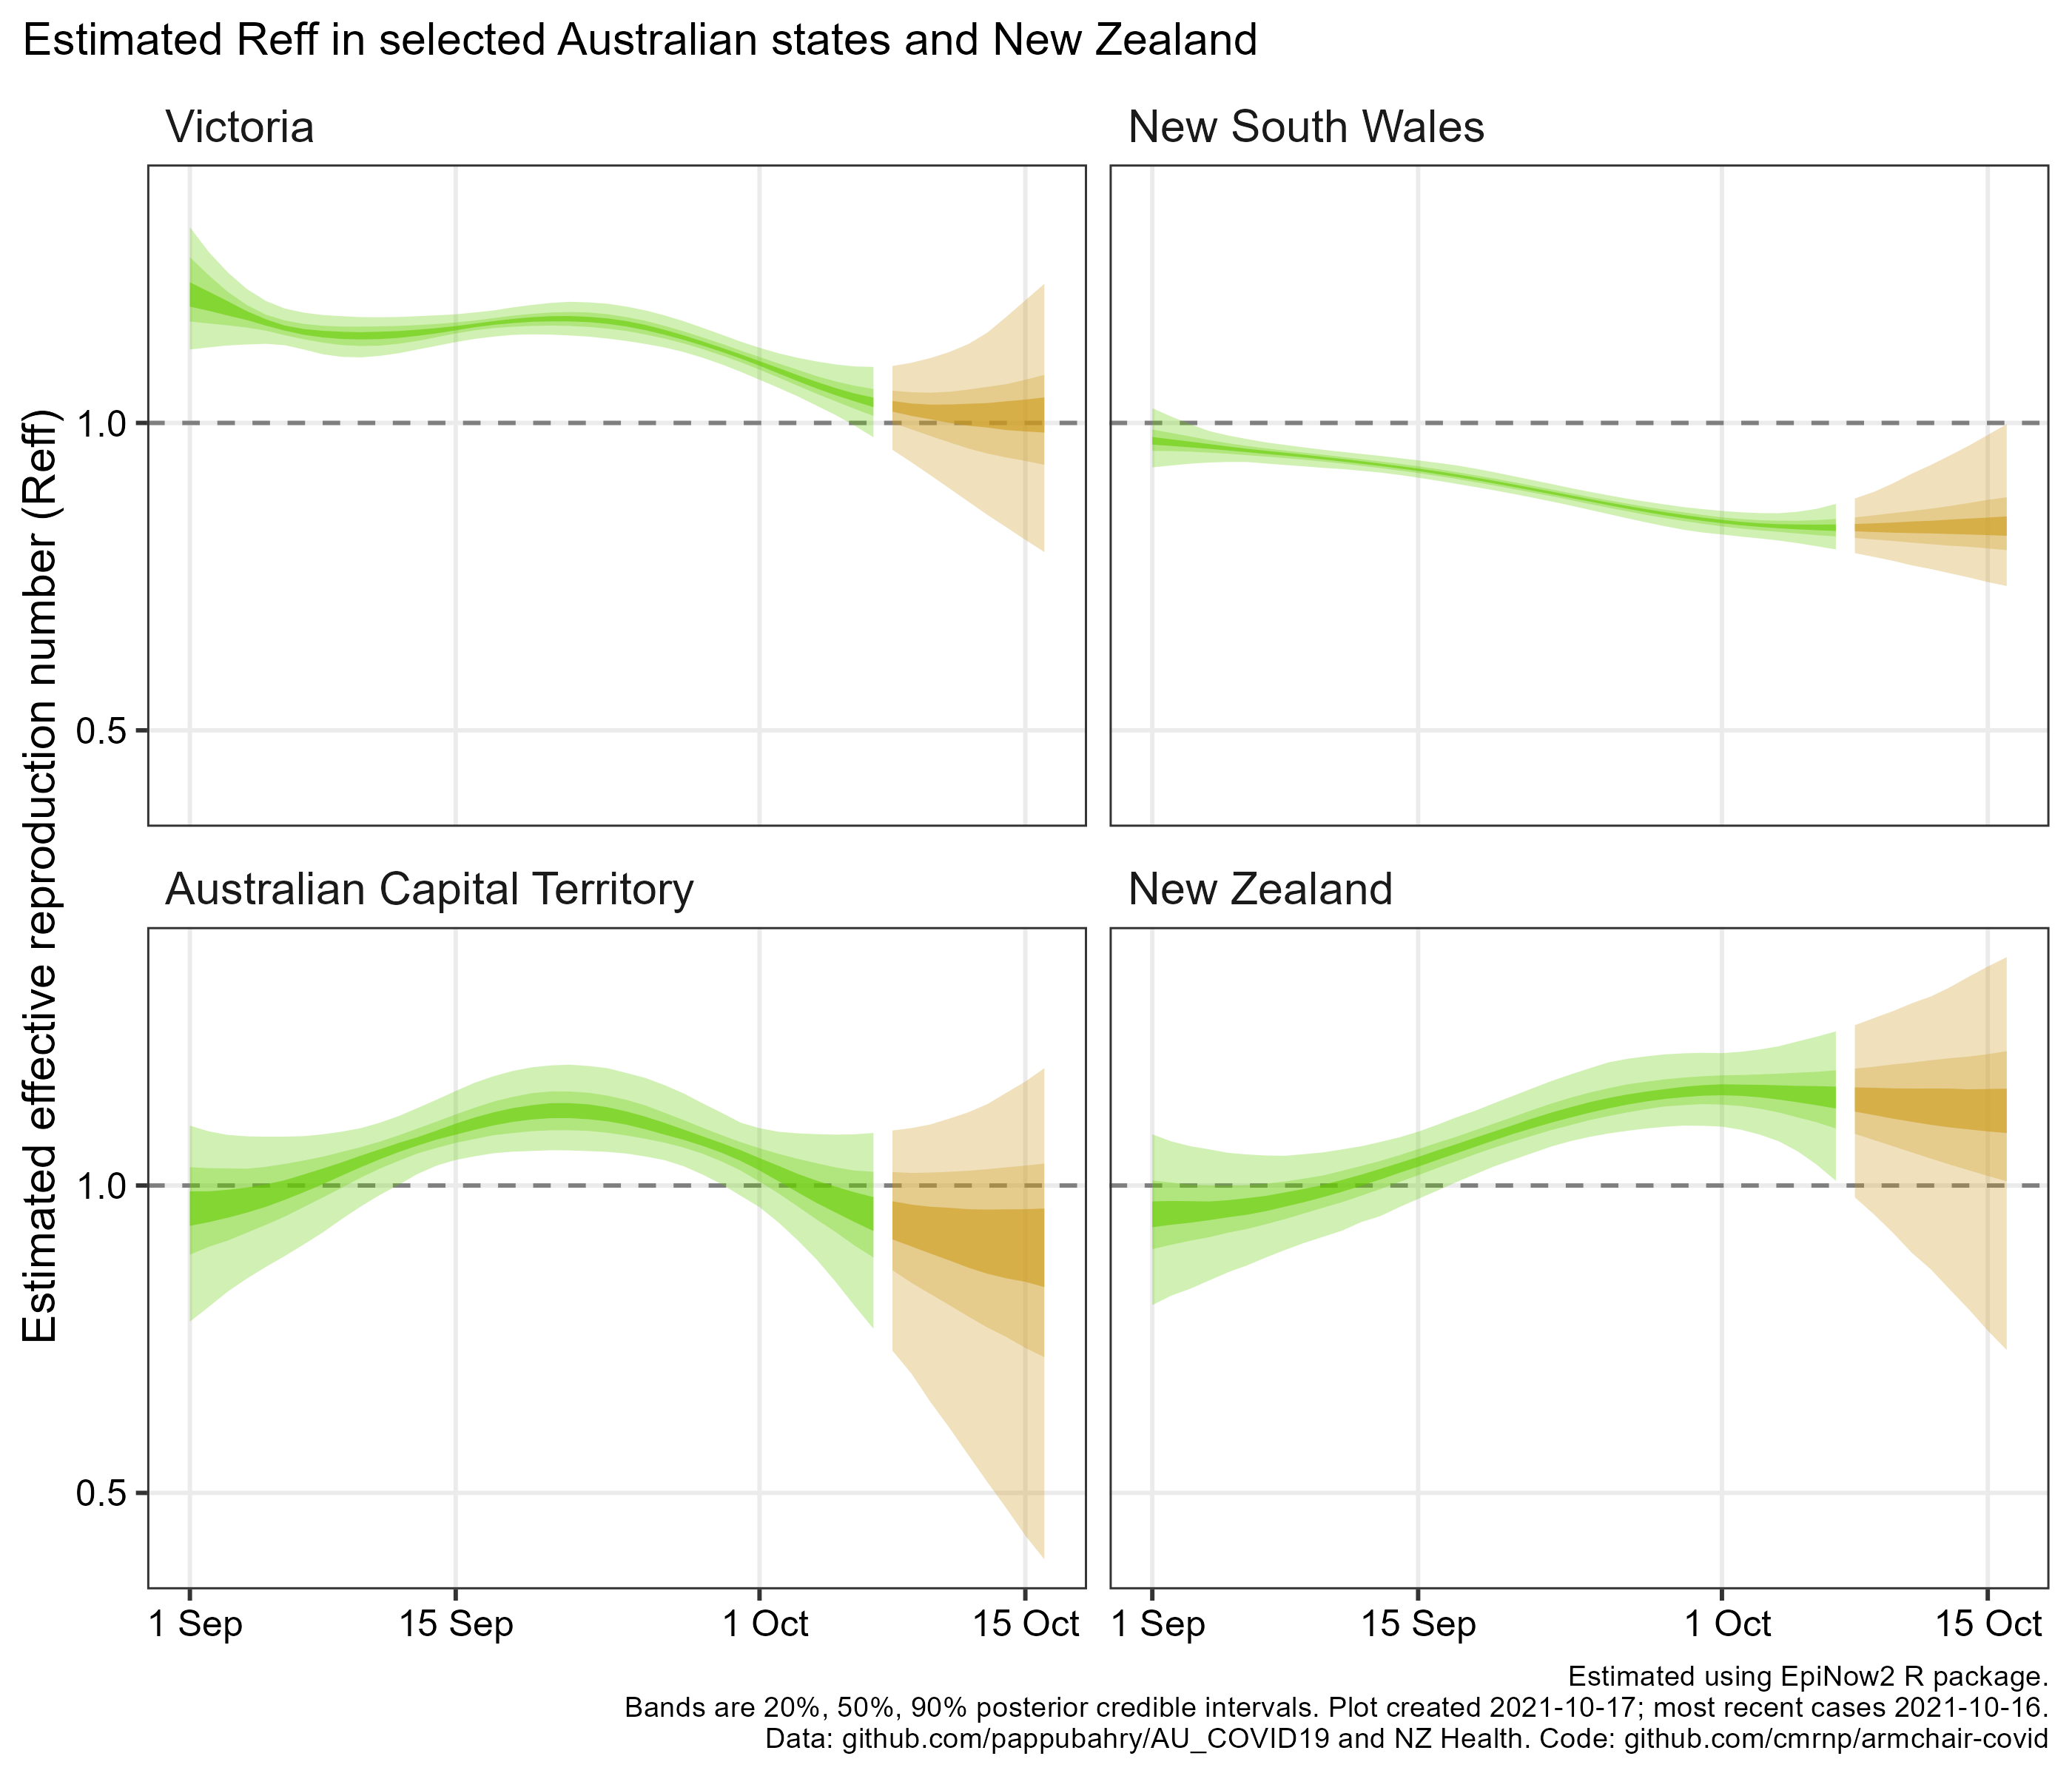 Estimated Reff in selected Australian states and New Zealand
Victoria
New South Wales
Estimated effective reproduction number (Reff)
1.0
0.5
Australian Capital Territory
New Zealand
1.0
0.5
1 Sep
15 Sep
1 Oct
15 Oct
1 Sep
15 Sep
1 Oct
15 Oct
Estimated using EpiNow2 R package.
Bands are 20%, 50%, 90% posterior credible intervals. Plot created 2021-10-17; most recent cases 2021-10-16.
Data: github.com/pappubahry/AU_COVID19 and NZ Health. Code: github.com/cmrnp/armchair-covid